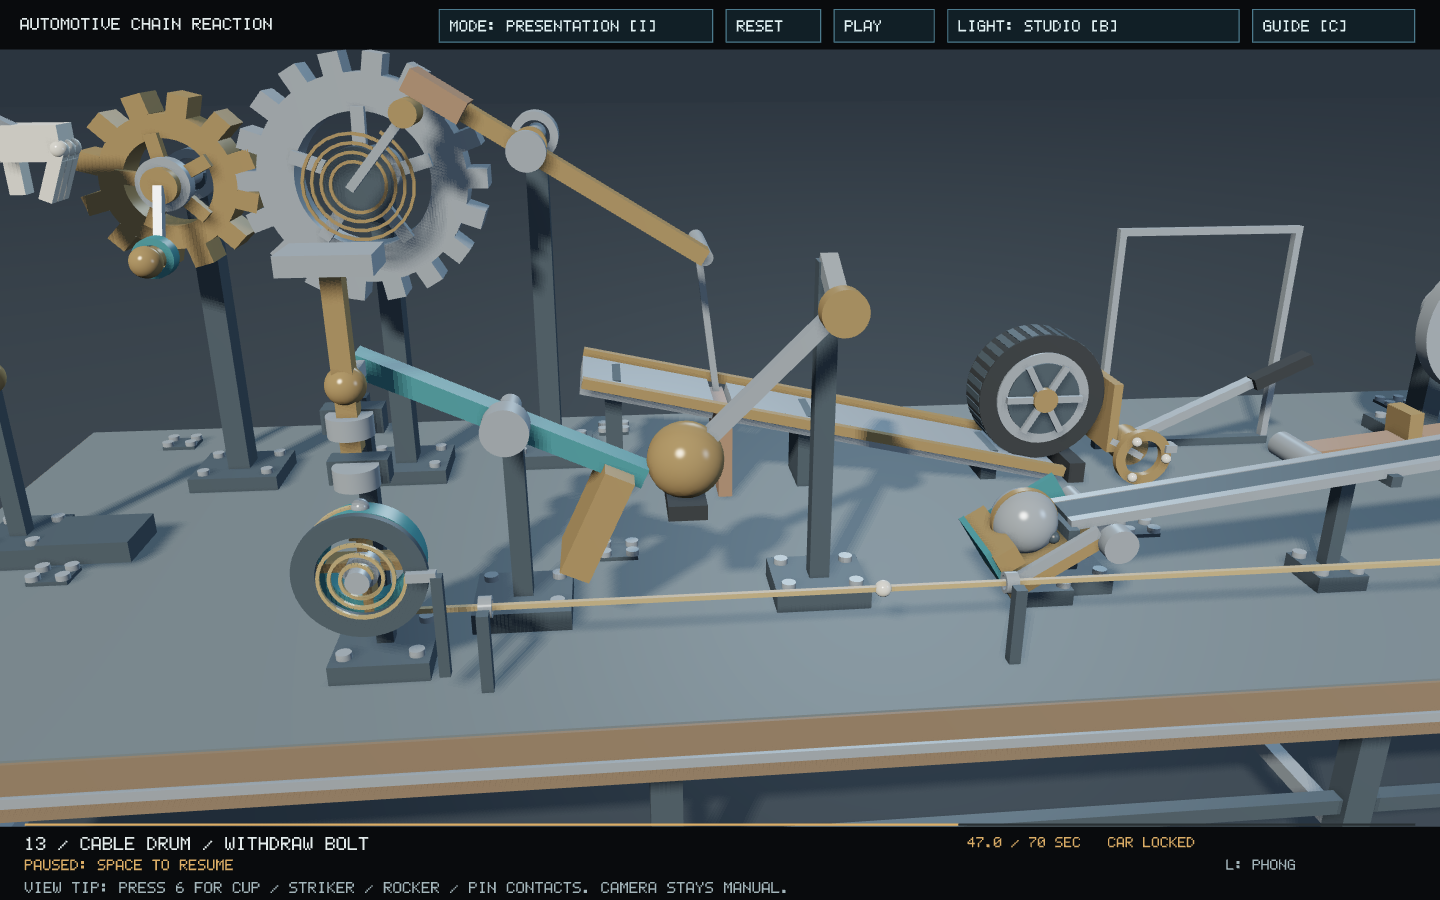 AUTOMOTIVE CHAIN REACTION
MODE: PRESENTATION [I]
RESET
PLAY
LIGHT: STUDIO [B]
GUIDE [C]
13 / CABLE DRUM / WITHDRAW BOLT
47.0 / 70 SEC CAR LOCKED
PAUSED: SPACE TO RESUME
L: PHONG
VIEW TIP: PRESS 6 FOR CUP / STRIKER / ROCKER / PIN CONTACTS. CAMERA STAYS MANUAL.